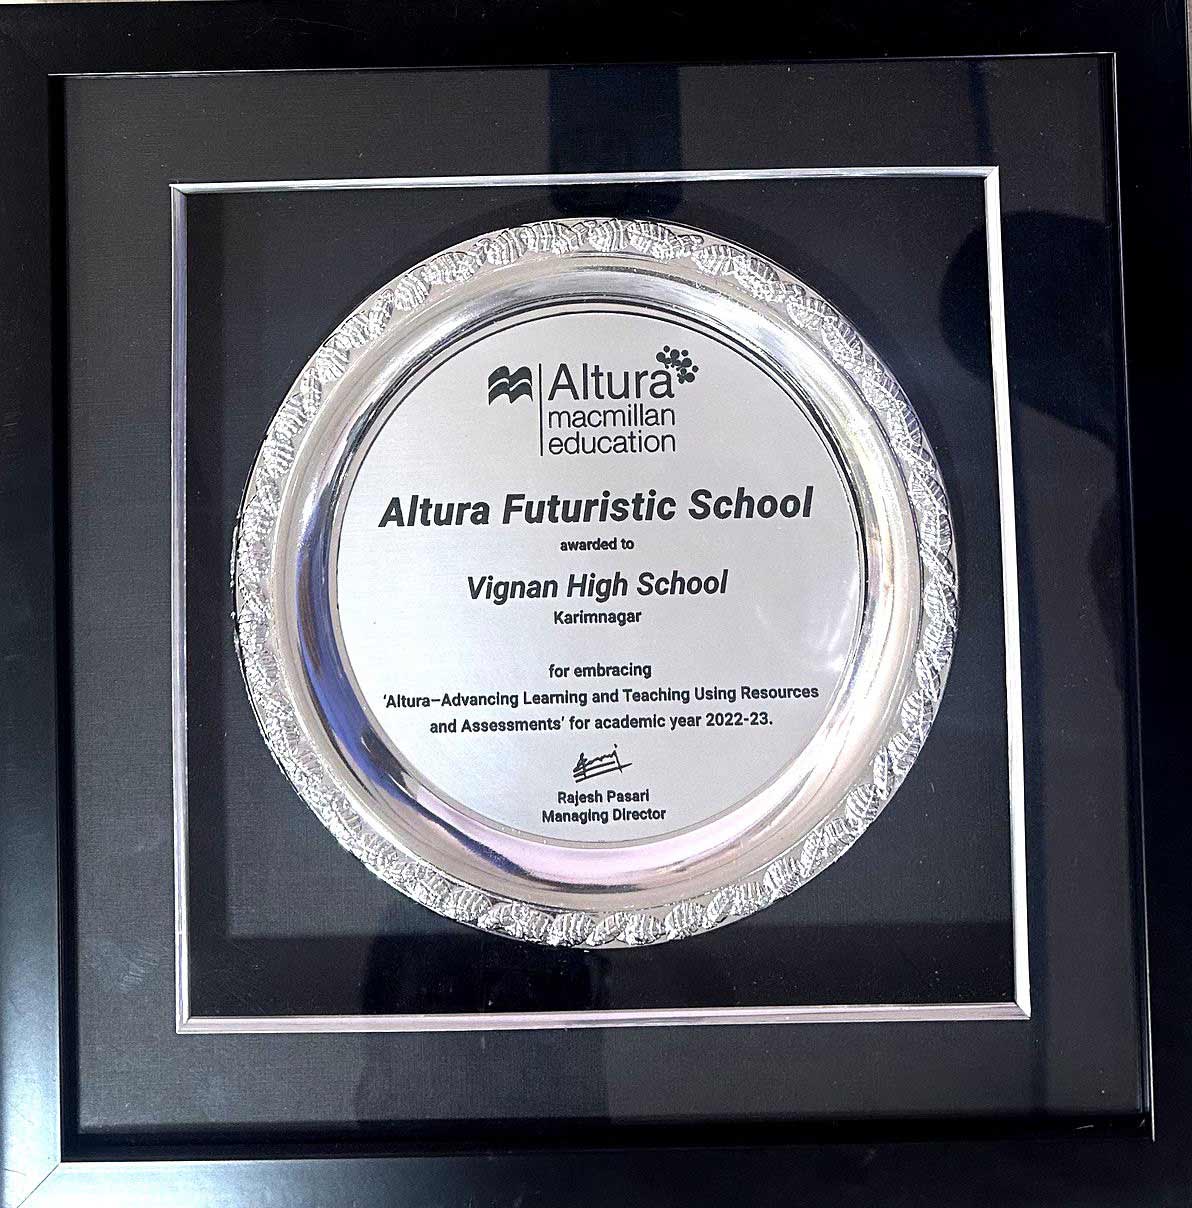 Altura
macmillan
education
Altura Futuristic School
awarded to
Vignan High School
Karimnagar
for embracing
‘Altura—Advancing Learning and Teaching Using Resources
and Assessments’ for academic year 2022-23.
Rajesh Pasari
Managing Director